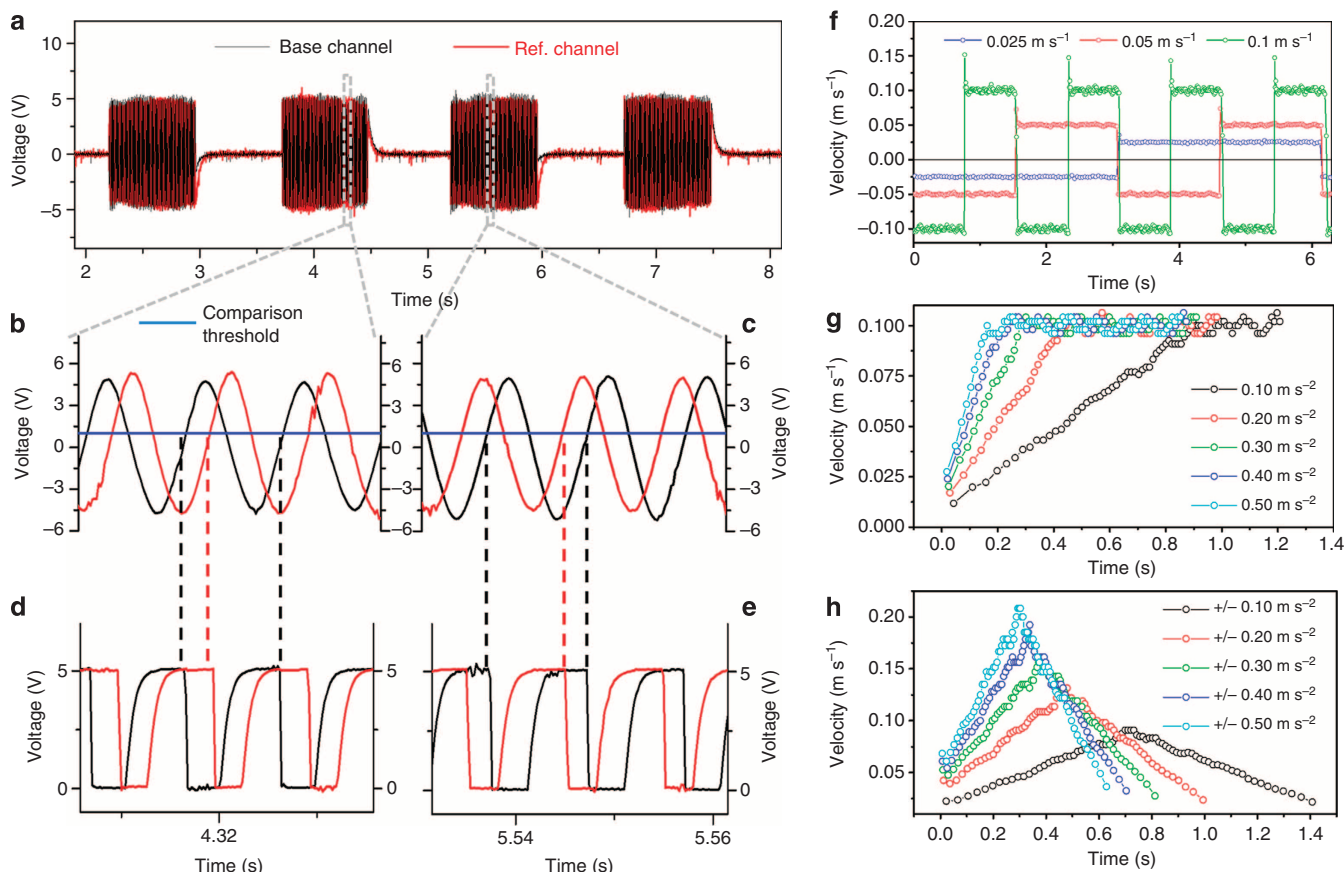 a
10
5
0
−5
Voltage (V)
Base channel
Ref. channel
2
3
4
5
6
7
8
Time (s)
b
Comparison
threshold
c
6
3
0
−3
−6
Voltage (V)
6
3
0
−3
−6
Voltage (V)
d
5
0
Voltage (V)
5
0
Voltage (V)
e
4.32
Time (s)
5.54
5.56
Time (s)
f
0.20
0.15
0.10
0.05
0.00
−0.05
−0.10
Velocity (m s⁻¹)
0.025 m s⁻¹
0.05 m s⁻¹
0.1 m s⁻¹
0
2
4
6
Time (s)
g
0.100
0.075
0.050
0.025
0.000
Velocity (m s⁻¹)
0.10 m s⁻²
0.20 m s⁻²
0.30 m s⁻²
0.40 m s⁻²
0.50 m s⁻²
0.0
0.2
0.4
0.6
0.8
1.0
1.2
1.4
Time (s)
h
0.20
0.15
0.10
0.05
Velocity (m s⁻¹)
+/− 0.10 m s⁻²
+/− 0.20 m s⁻²
+/− 0.30 m s⁻²
+/− 0.40 m s⁻²
+/− 0.50 m s⁻²
0.0
0.2
0.4
0.6
0.8
1.0
1.2
1.4
Time (s)